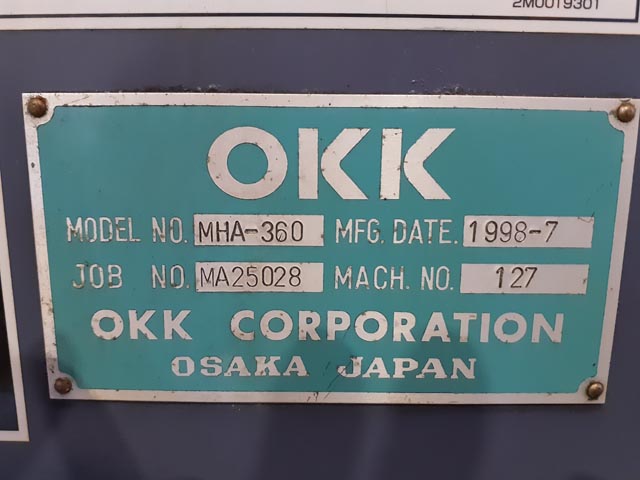 2M0019301
OKK
MODEL NO. MHA-360 MFG. DATE. 1998-7
JOB NO. MA25028 MACH. NO. 127
OKK CORPORATION
OSAKA JAPAN